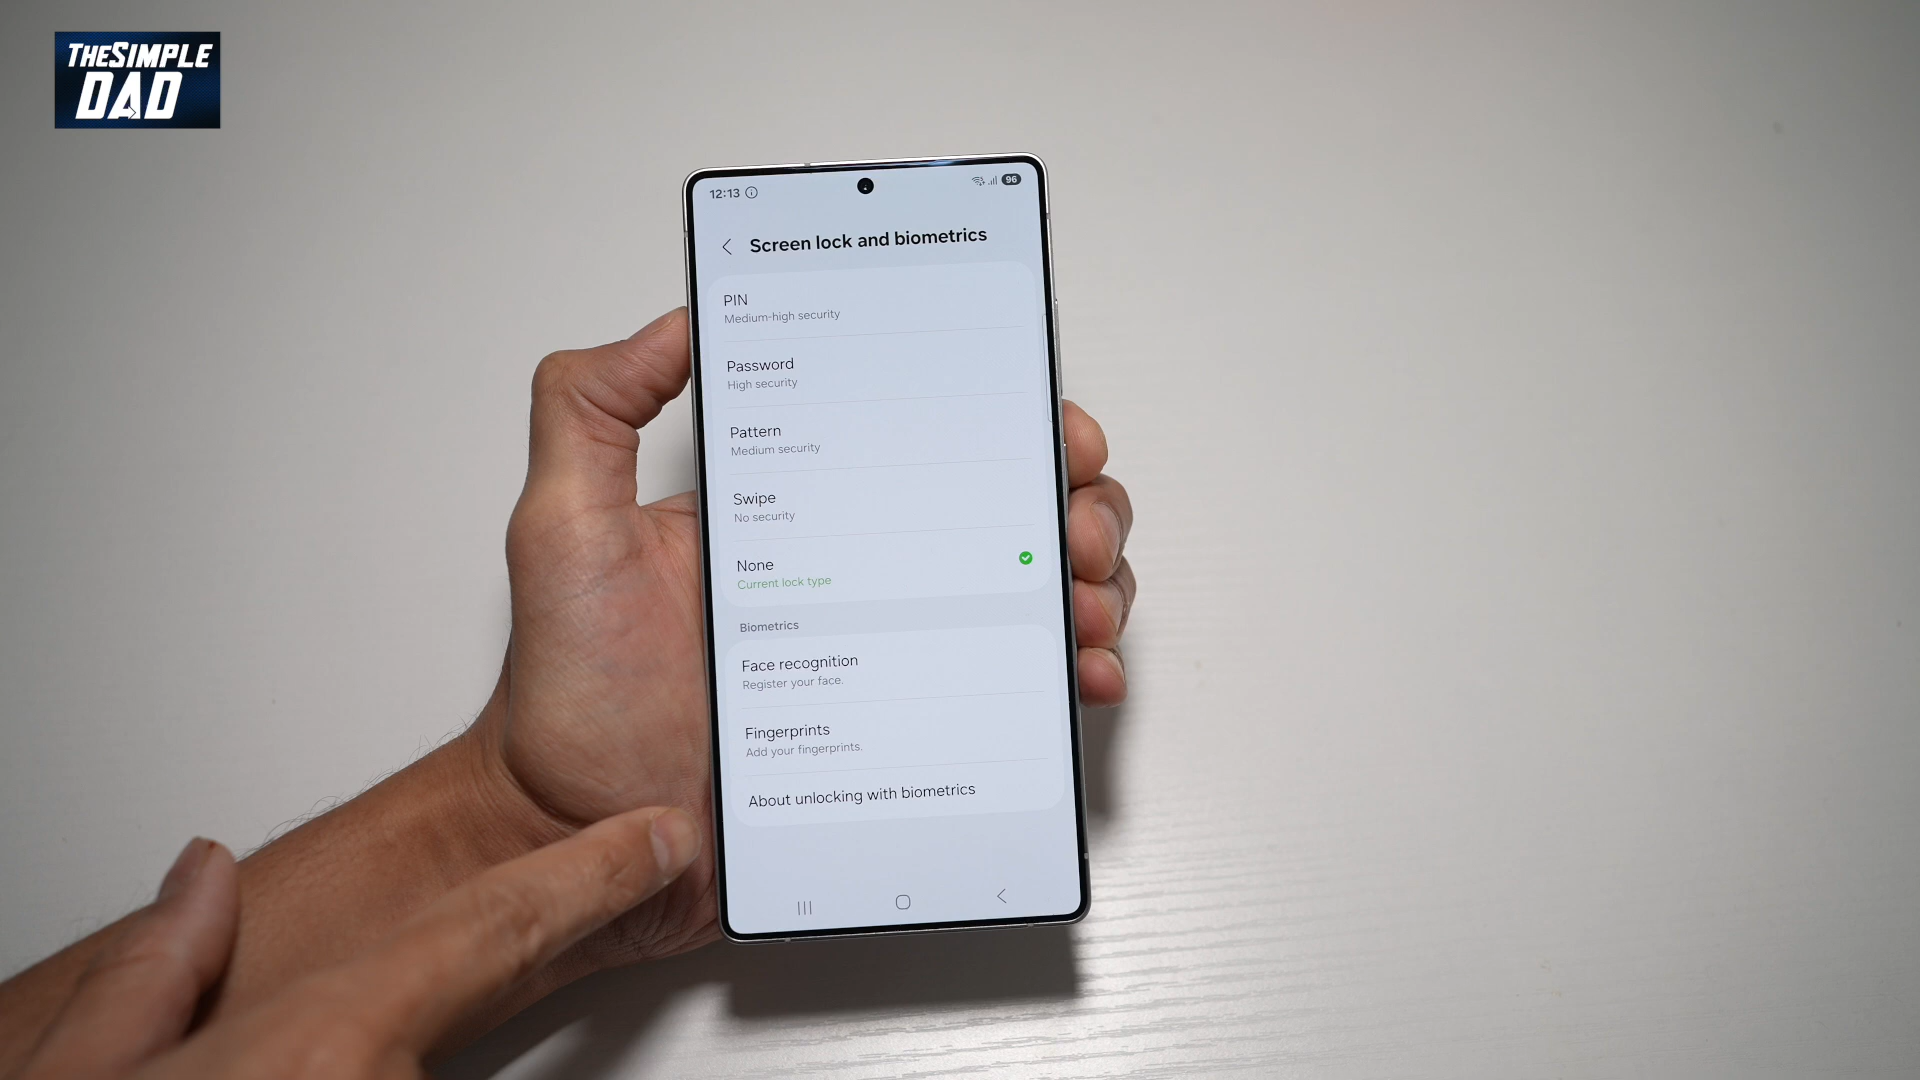 THESIMPLE
DAD
12:13
96
Screen lock and biometrics
PIN
Medium-high security
Password
High security
Pattern
Medium security
Swipe
No security
None
Current lock type
Biometrics
Face recognition
Register your face.
Fingerprints
Add your fingerprints.
About unlocking with biometrics